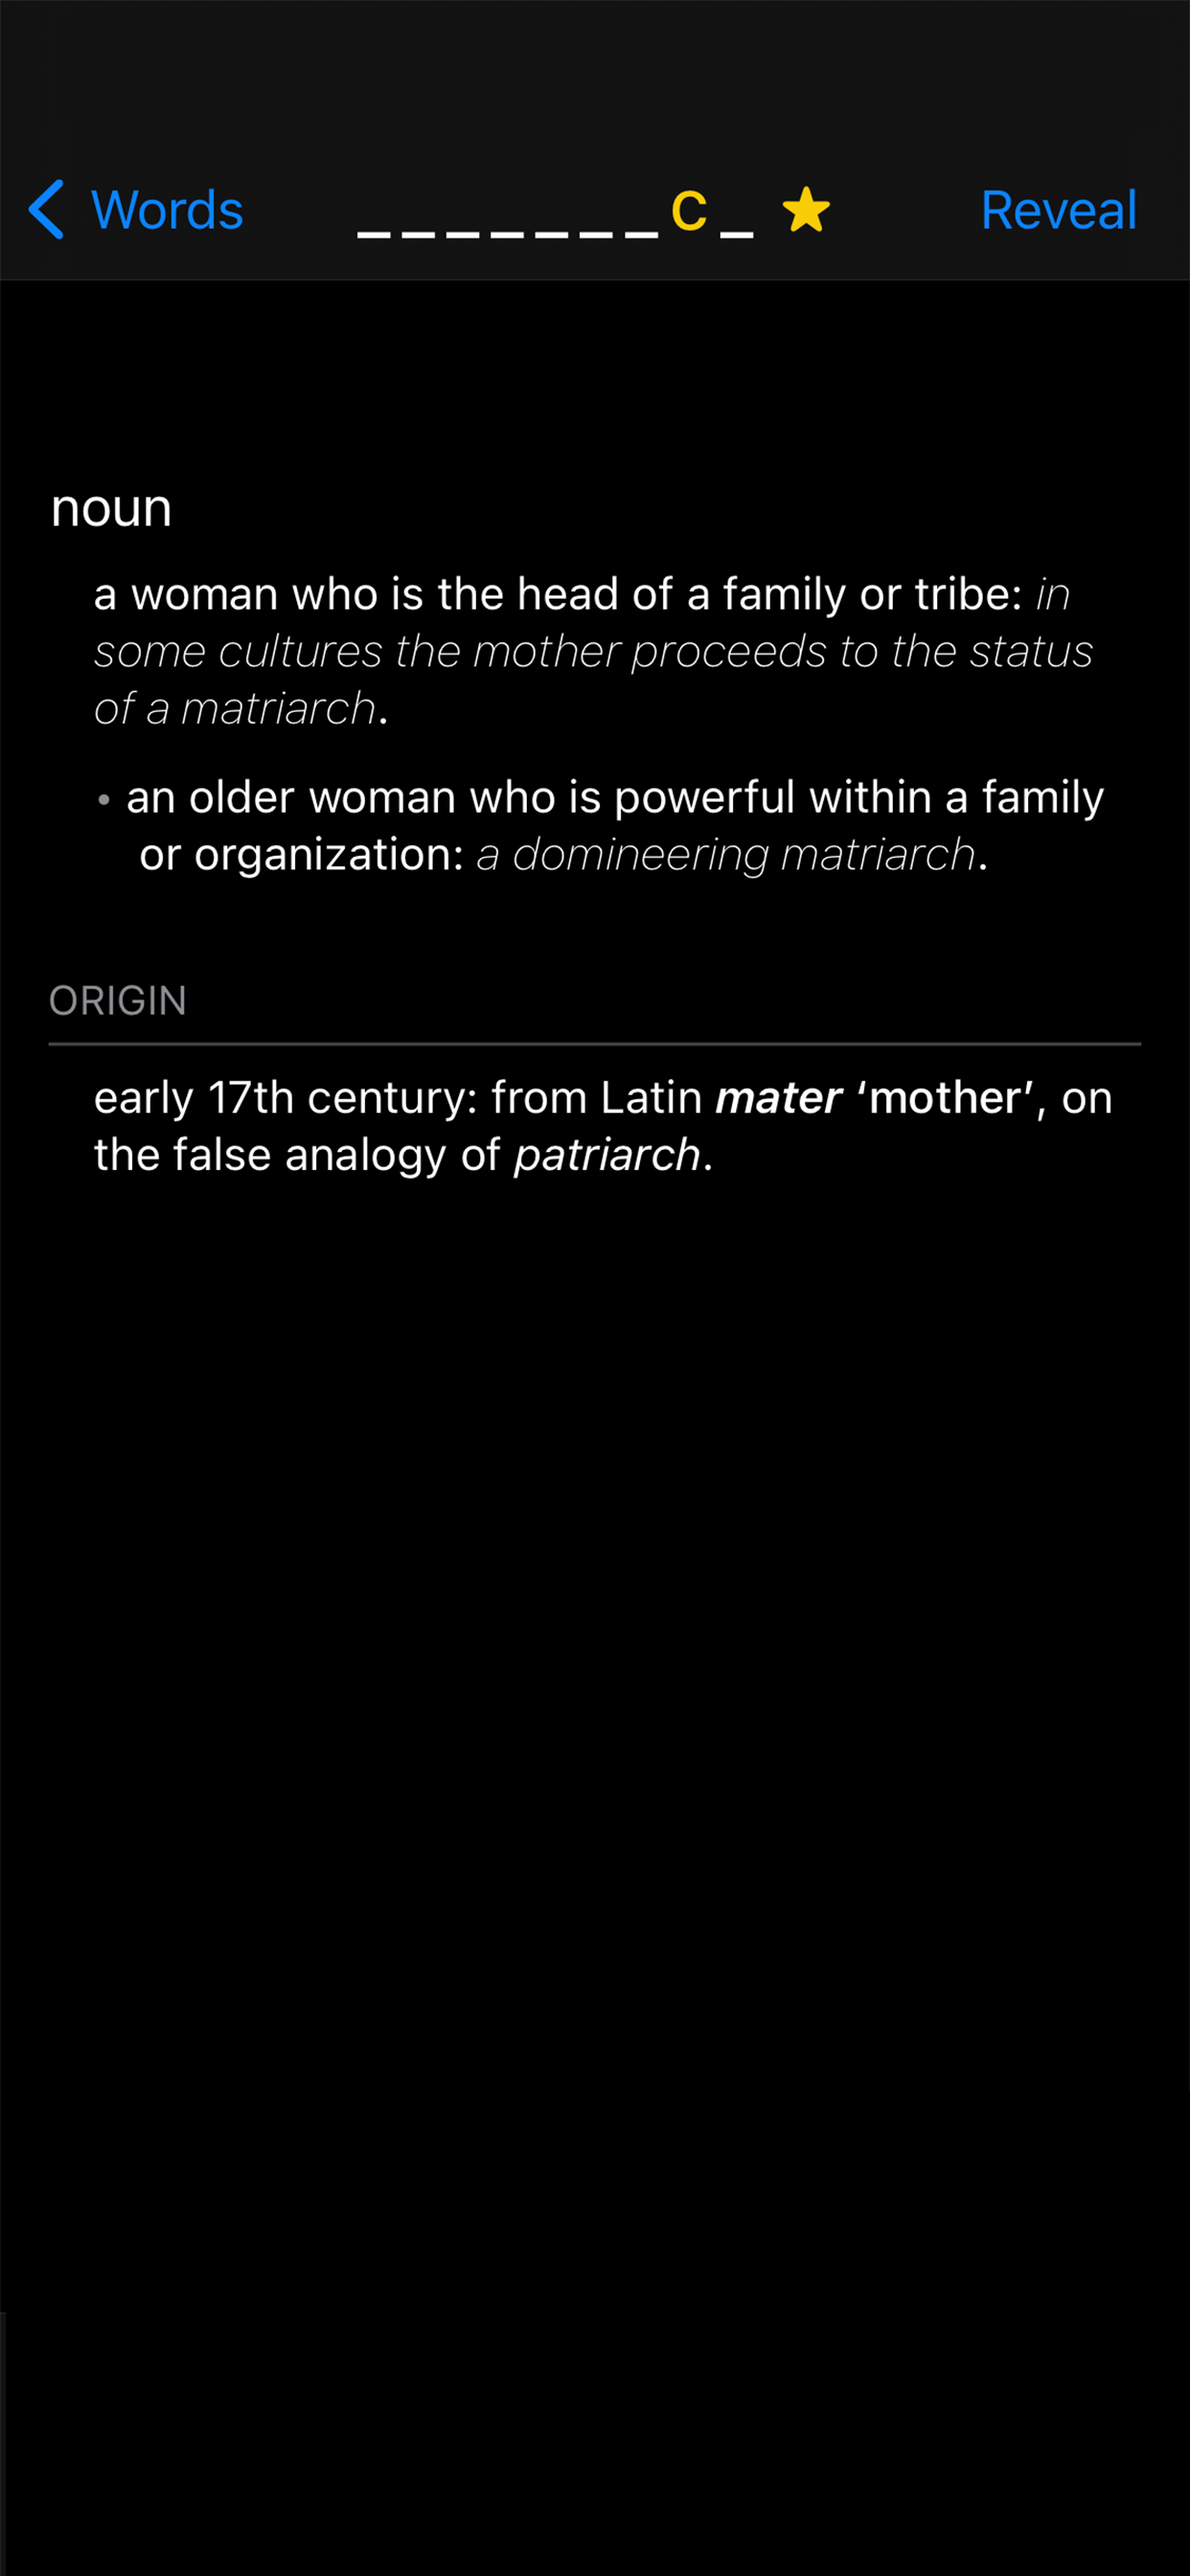 Words _ _ _ _ _ _ _ C _ ★ Reveal
noun
a woman who is the head of a family or tribe: in
some cultures the mother proceeds to the status
of a matriarch.
• an older woman who is powerful within a family
or organization: a domineering matriarch.
ORIGIN
early 17th century: from Latin mater ‘mother’, on
the false analogy of patriarch.